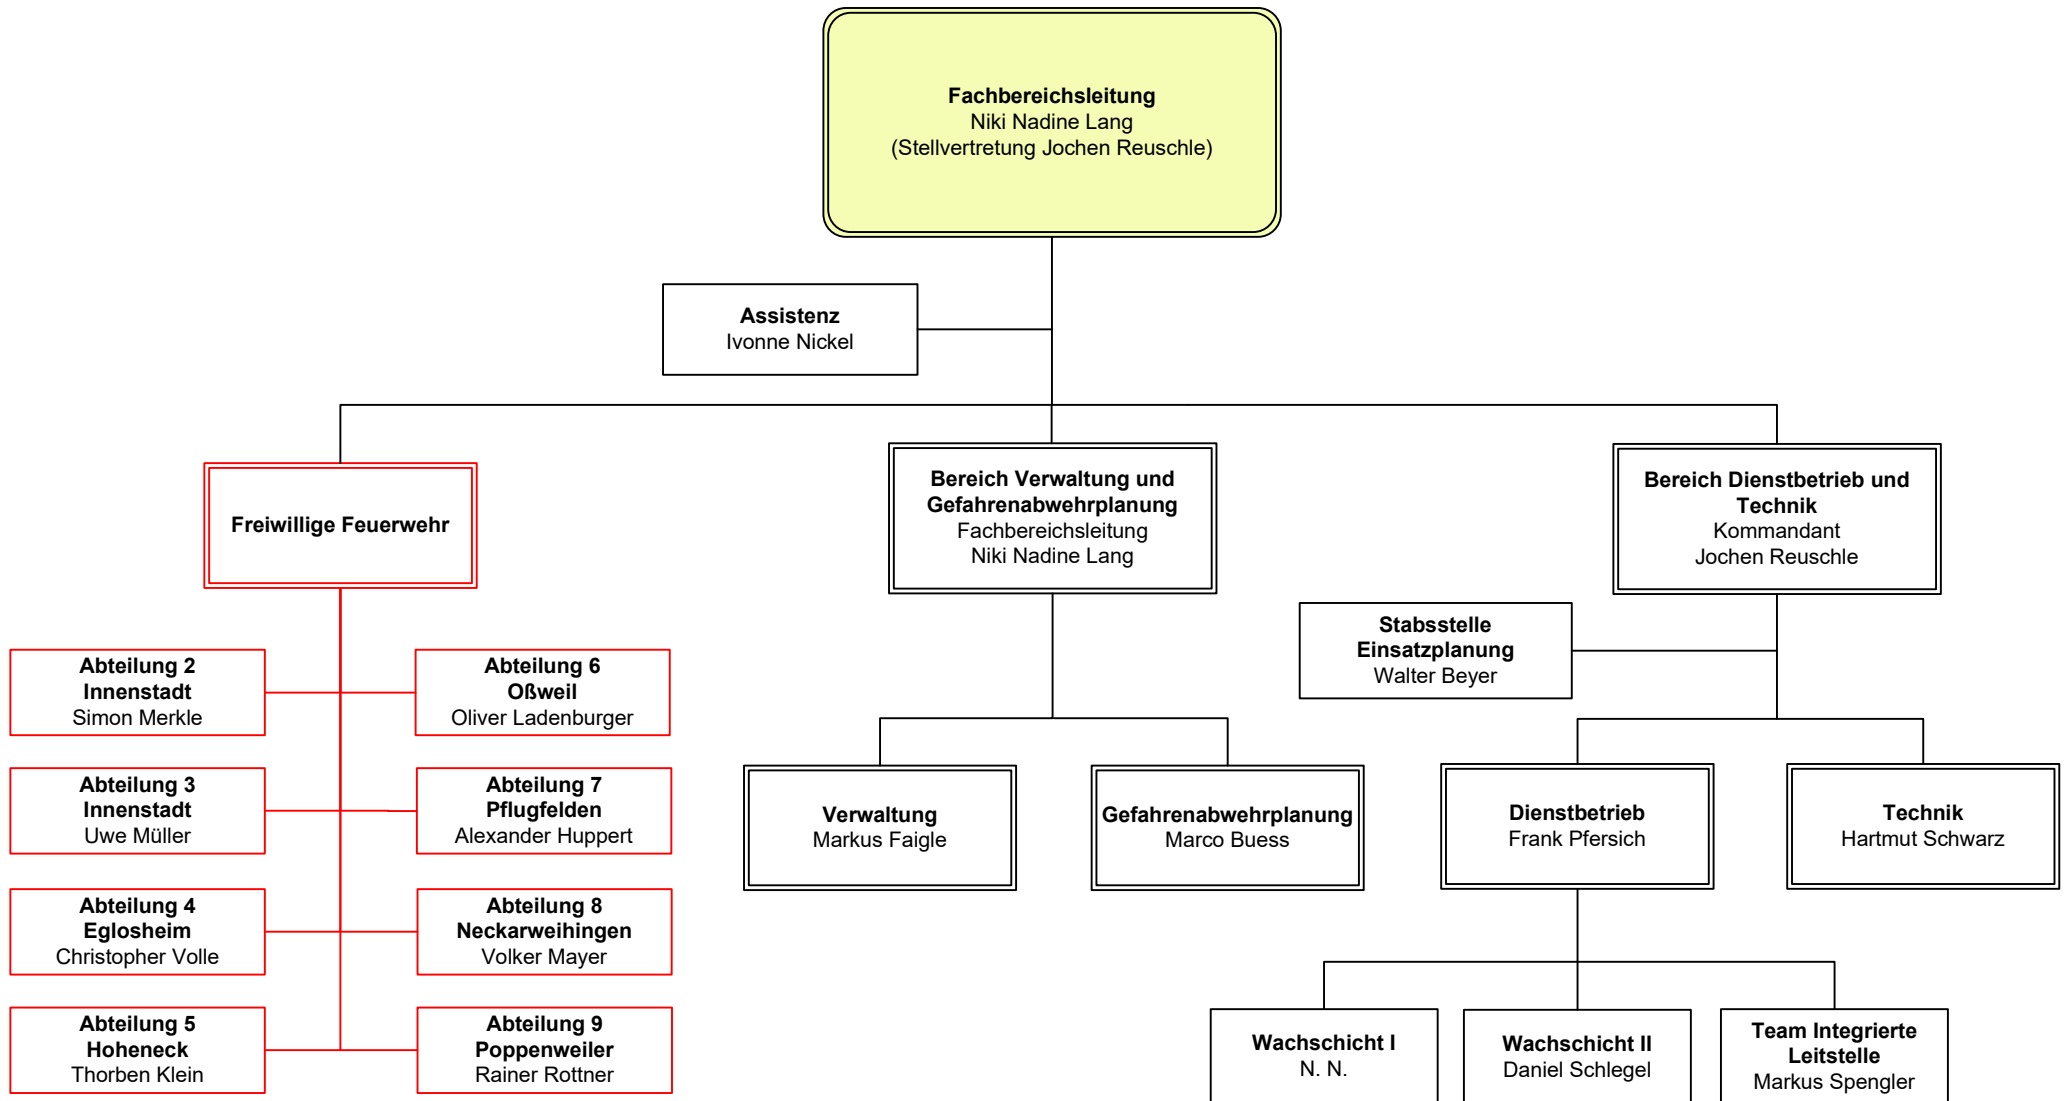 Fachbereichsleitung
Niki Nadine Lang
(Stellvertretung Jochen Reuschle)
Assistenz
Ivonne Nickel
Freiwillige Feuerwehr
Bereich Verwaltung und
Gefahrenabwehrplanung
Fachbereichsleitung
Niki Nadine Lang
Bereich Dienstbetrieb und
Technik
Kommandant
Jochen Reuschle
Stabsstelle
Einsatzplanung
Walter Beyer
Abteilung 2
Innenstadt
Simon Merkle
Abteilung 6
Oßweil
Oliver Ladenburger
Abteilung 3
Innenstadt
Uwe Müller
Abteilung 7
Pflugfelden
Alexander Huppert
Abteilung 4
Eglosheim
Christopher Volle
Abteilung 8
Neckarweihingen
Volker Mayer
Abteilung 5
Hoheneck
Thorben Klein
Abteilung 9
Poppenweiler
Rainer Rottner
Verwaltung
Markus Faigle
Gefahrenabwehrplanung
Marco Buess
Dienstbetrieb
Frank Pfersich
Technik
Hartmut Schwarz
Wachschicht I
N. N.
Wachschicht II
Daniel Schlegel
Team Integrierte
Leitstelle
Markus Spengler